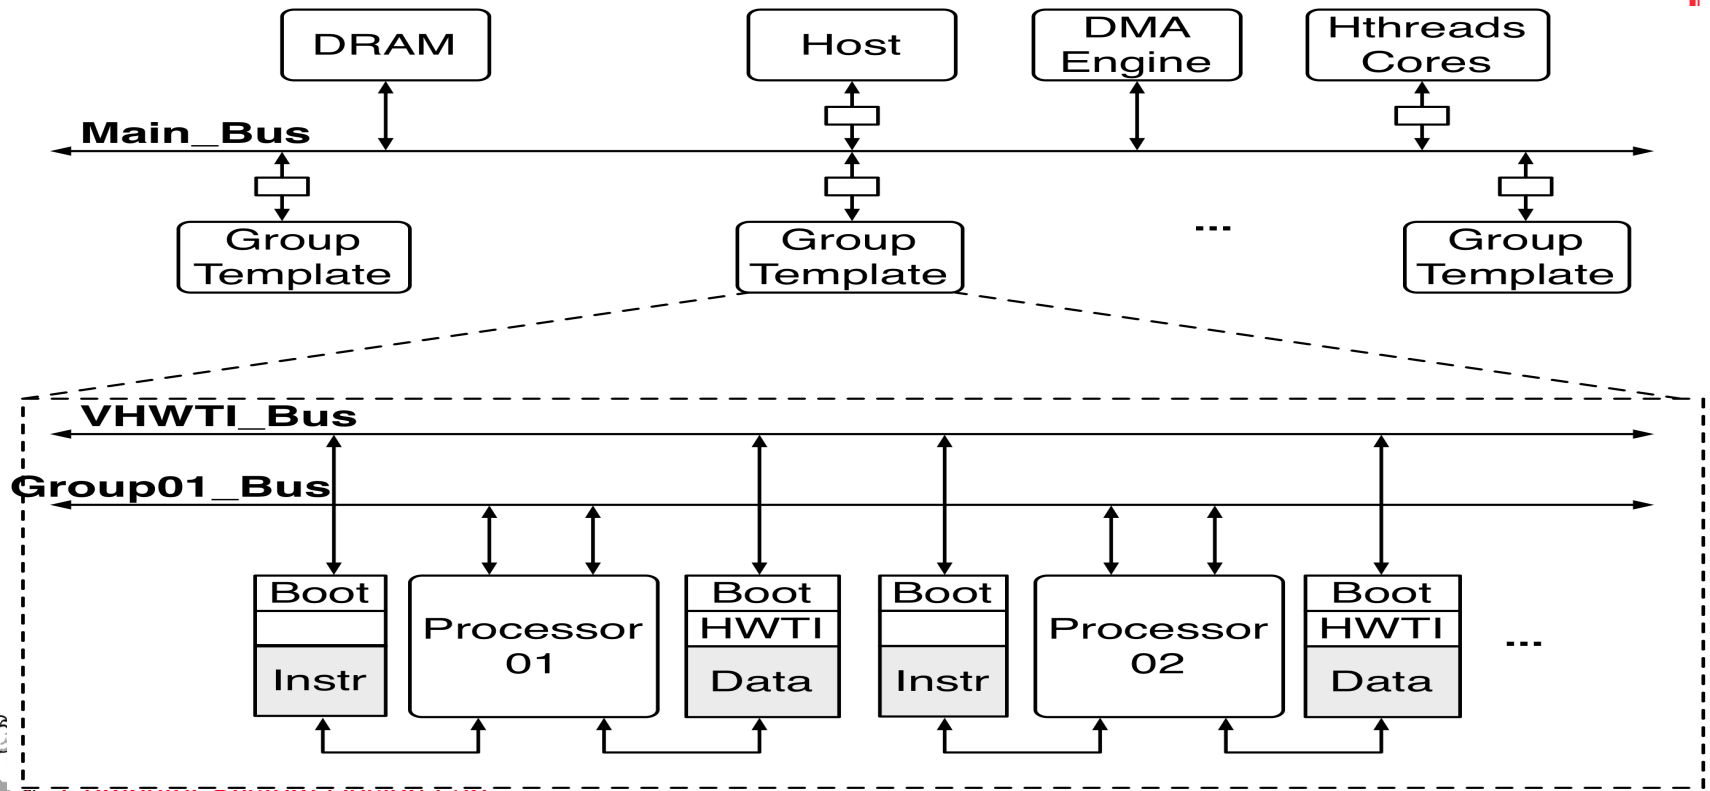 DRAM
Host
DMA
Engine
Hthreads
Cores
Main_Bus
Group
Template
Group
Template
...
Group
Template
VHWTI_Bus
Group01_Bus
Boot
Instr
Processor
01
Boot
HWTI
Data
Boot
Instr
Processor
02
Boot
HWTI
Data
...